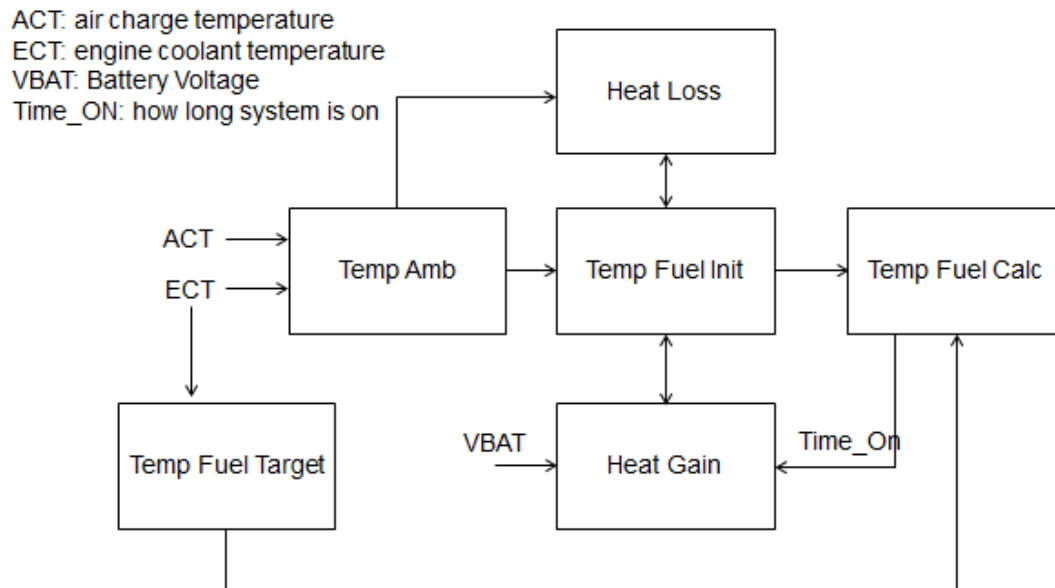 ACT: air charge temperature
ECT: engine coolant temperature
VBAT: Battery Voltage
Time_ON: how long system is on
Heat Loss
ACT
ECT
Temp Amb
Temp Fuel Init
Temp Fuel Calc
Temp Fuel Target
VBAT
Heat Gain
Time_On